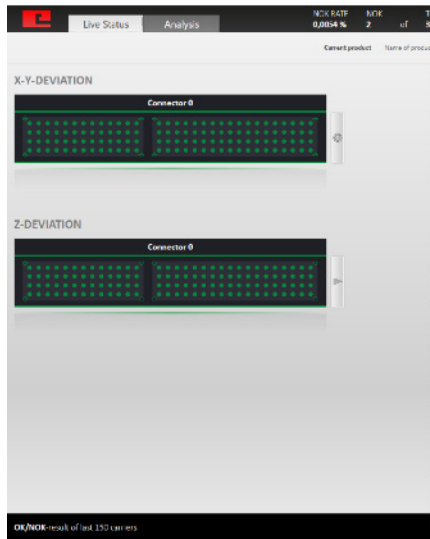 Live Status
Analysis
NOK RATE NOK
0,0054 % 2 of
Current product Name of
X-Y-DEVIATION
Connector 0
Z-DEVIATION
Connector 0
OK/NOK-result of last 150 carriers